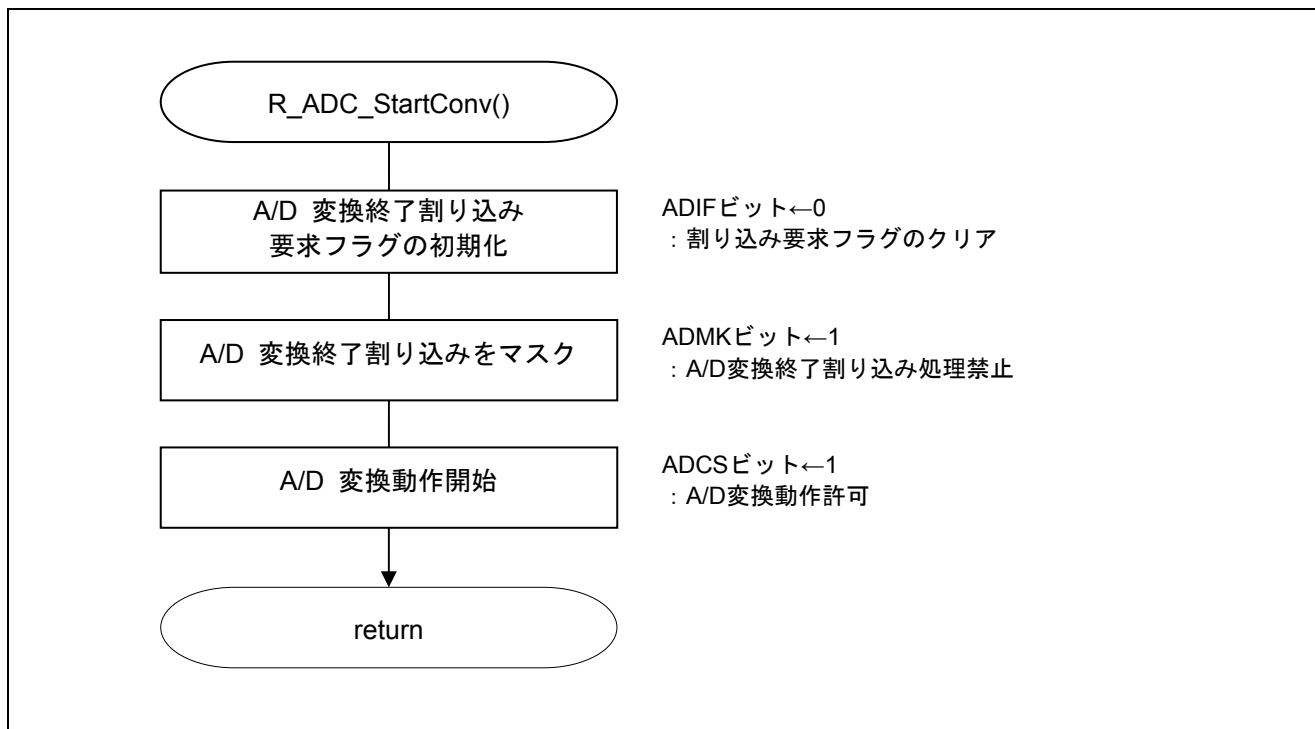 R_ADC_StartConv()
A/D 変換終了割り込み
要求フラグの初期化
ADIFビット←0
：割り込み要求フラグのクリア
A/D 変換終了割り込みをマスク
ADMKビット←1
：A/D変換終了割り込み処理禁止
A/D 変換動作開始
ADCSビット←1
：A/D変換動作許可
return